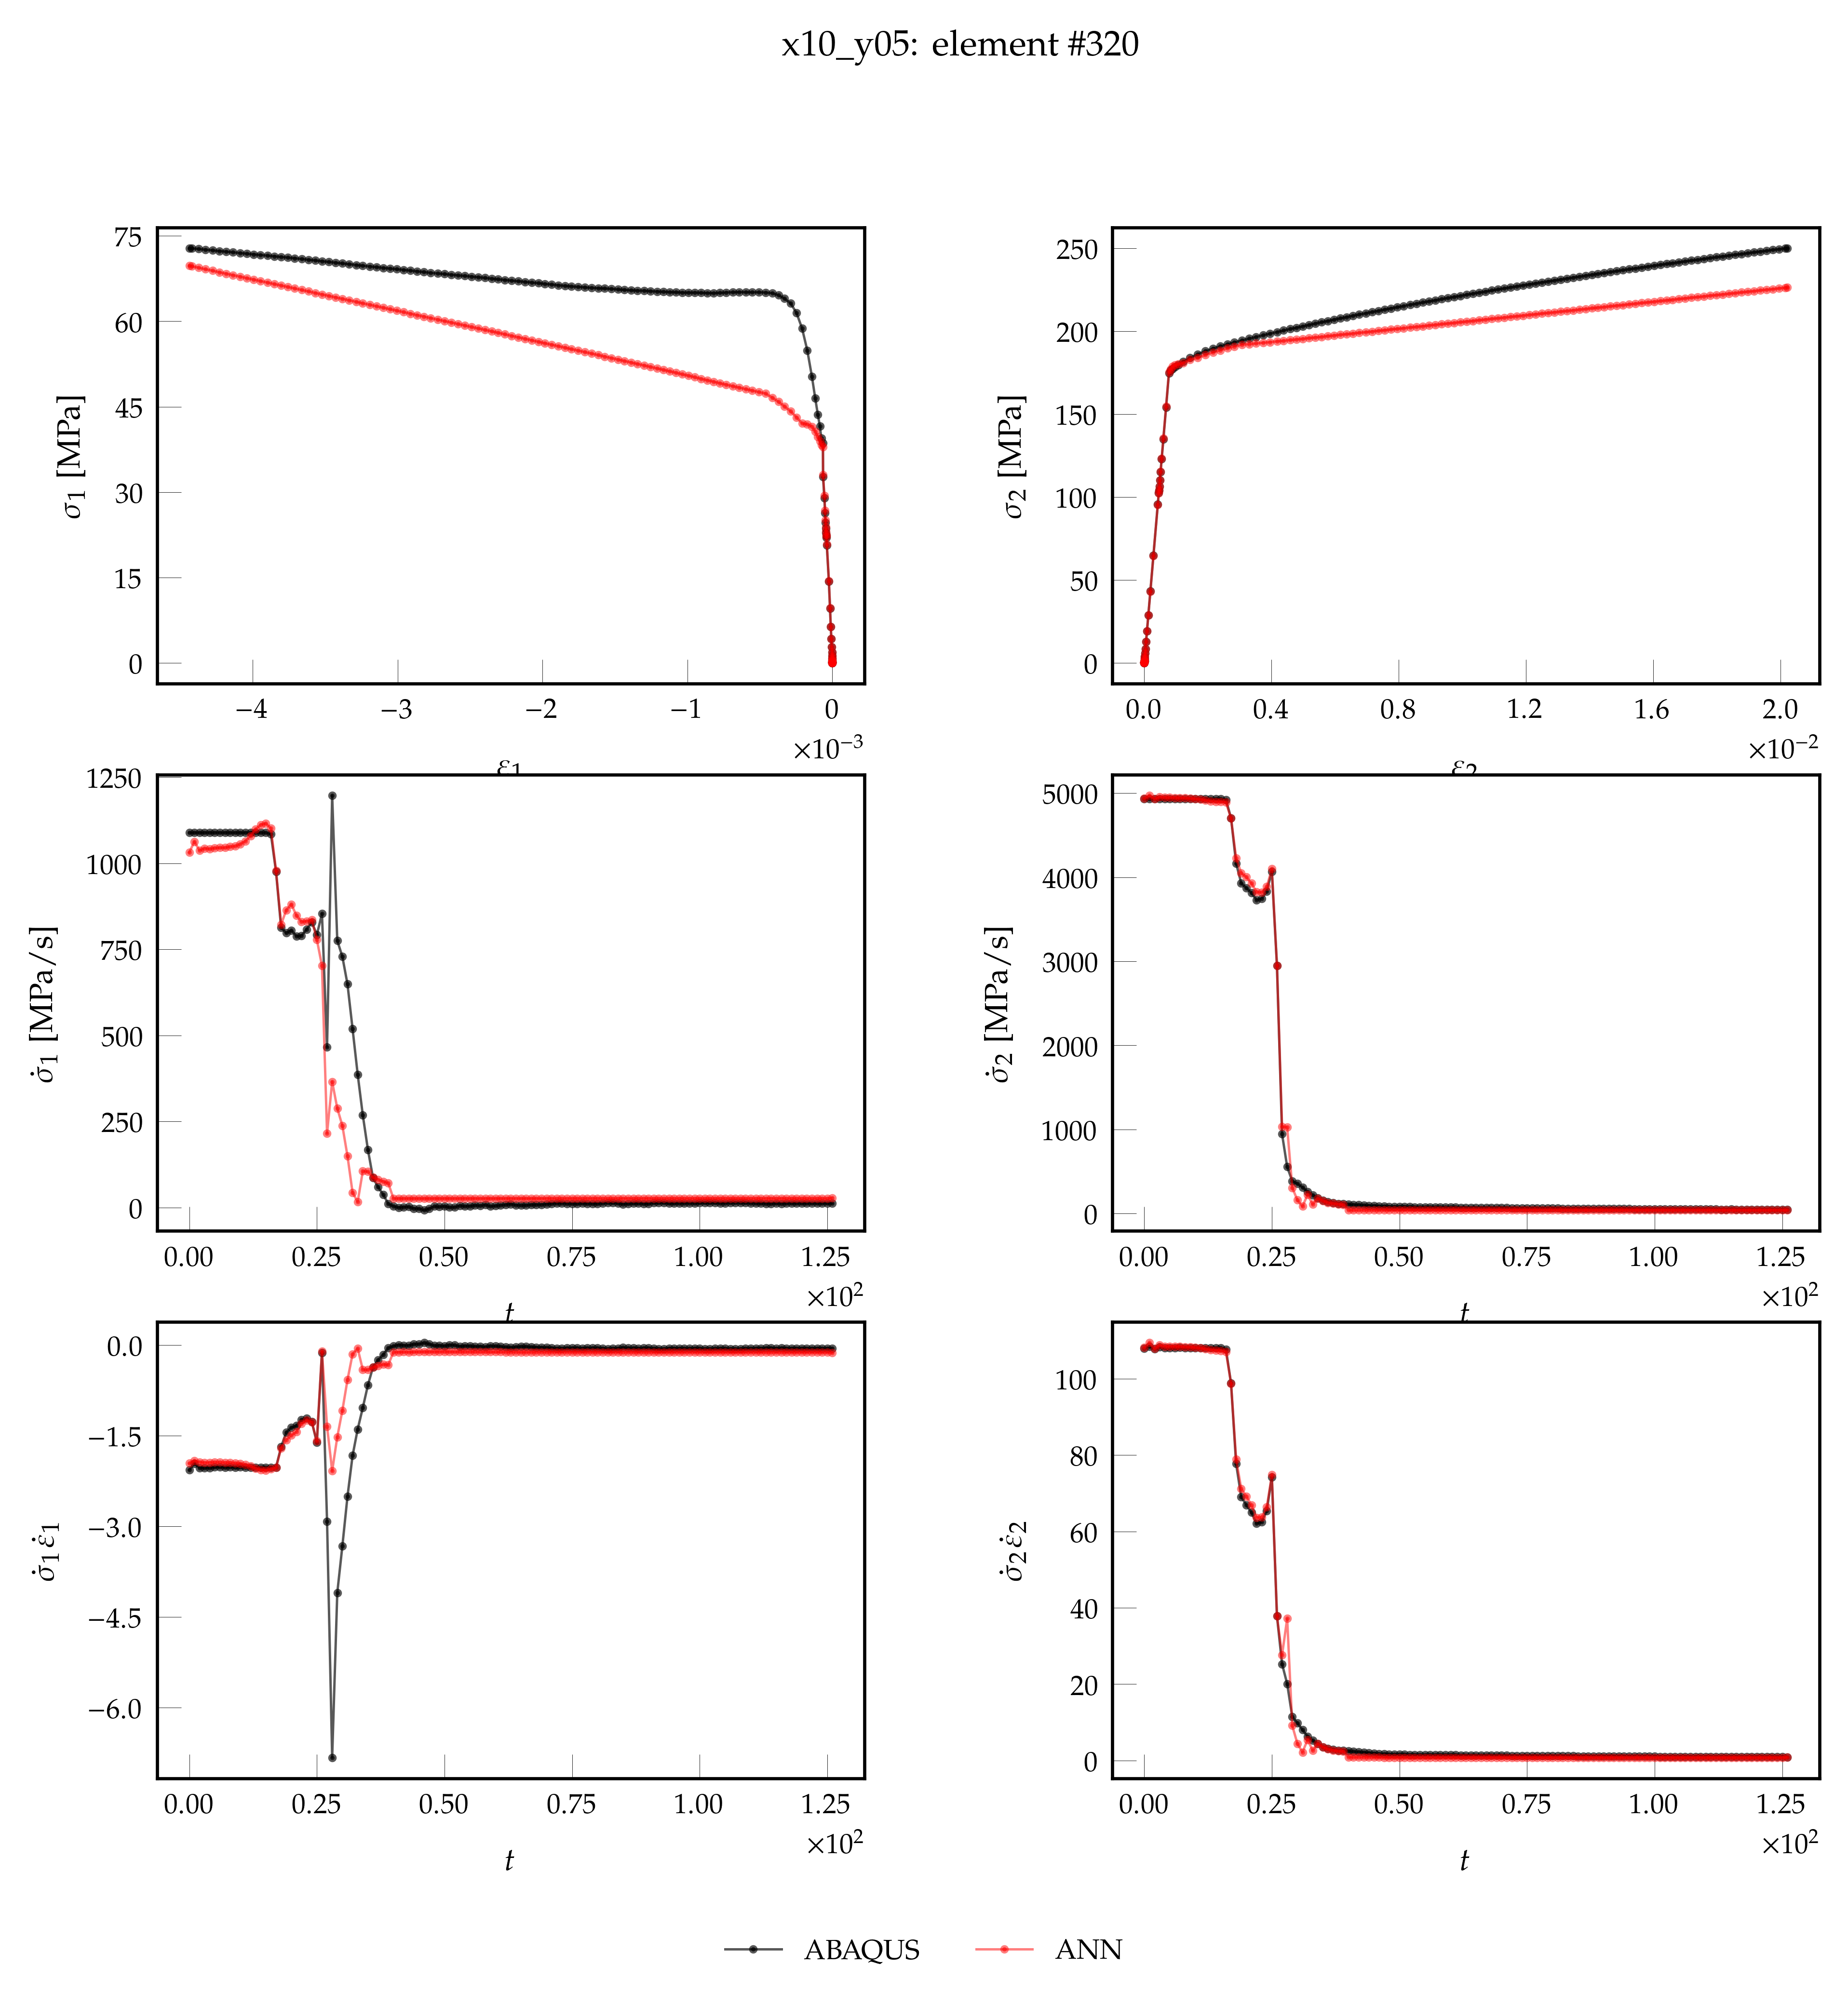 x10_y05: element #320
75
60
45
30
15
0
σ₁ [MPa]
−4 −3 −2 −1 0
×10⁻³
ε₁
250
200
150
100
50
0
σ₂ [MPa]
0.0 0.4 0.8 1.2 1.6 2.0
×10⁻²
ε₂
1250
1000
750
500
250
0
σ̇₁ [MPa/s]
0.00 0.25 0.50 0.75 1.00 1.25
×10²
t
5000
4000
3000
2000
1000
0
σ̇₂ [MPa/s]
0.00 0.25 0.50 0.75 1.00 1.25
×10²
t
0.0
−1.5
−3.0
−4.5
−6.0
σ̇₁ε̇₁
0.00 0.25 0.50 0.75 1.00 1.25
×10²
t
100
80
60
40
20
0
σ̇₂ε̇₂
0.00 0.25 0.50 0.75 1.00 1.25
×10²
t
ABAQUS ANN